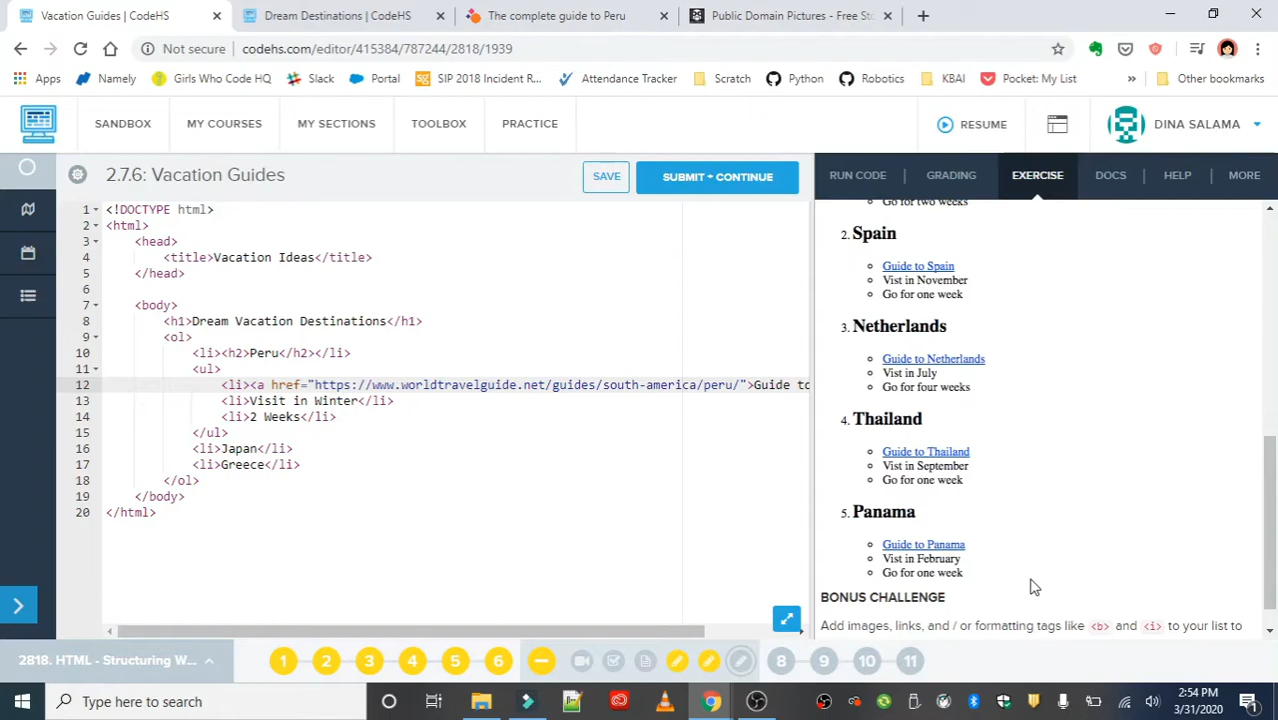 Vacation Guides | CodeHS
Dream Destinations | CodeHS
The complete guide to Peru
Public Domain Pictures - Free Sto
Not secure
codehs.com/editor/415384/787244/2818/1939
Apps
Namely
Girls Who Code HQ
Slack
Portal
SIP 2018 Incident R...
Attendance Tracker
Scratch
Python
Robotics
KBAI
Pocket: My List
»
Other bookmarks
SANDBOX
MY COURSES
MY SECTIONS
TOOLBOX
PRACTICE
RESUME
DINA SALAMA
2.7.6: Vacation Guides
SAVE
SUBMIT + CONTINUE
RUN CODE
GRADING
EXERCISE
DOCS
HELP
MORE
1 <!DOCTYPE html>
2 <html>
3 <head>
4 <title>Vacation Ideas</title>
5 </head>
6
7 <body>
8 <h1>Dream Vacation Destinations</h1>
9 <ol>
10 <li><h2>Peru</h2></li>
11 <ul>
12 <li><a href="https://www.worldtravelguide.net/guides/south-america/peru/">Guide to
13 <li>Visit in Winter</li>
14 <li>2 Weeks</li>
15 </ul>
16 <li>Japan</li>
17 <li>Greece</li>
18 </ol>
19 </body>
20 </html>
Go for two weeks
2. Spain
Guide to Spain
Vist in November
Go for one week
3. Netherlands
Guide to Netherlands
Vist in July
Go for four weeks
4. Thailand
Guide to Thailand
Vist in September
Go for one week
5. Panama
Guide to Panama
Vist in February
Go for one week
BONUS CHALLENGE
Add images, links, and / or formatting tags like <b> and <i> to your list to
2818. HTML - Structuring W...
1 2 3 4 5 6 8 9 10 11
Type here to search
2:54 PM
3/31/2020
1